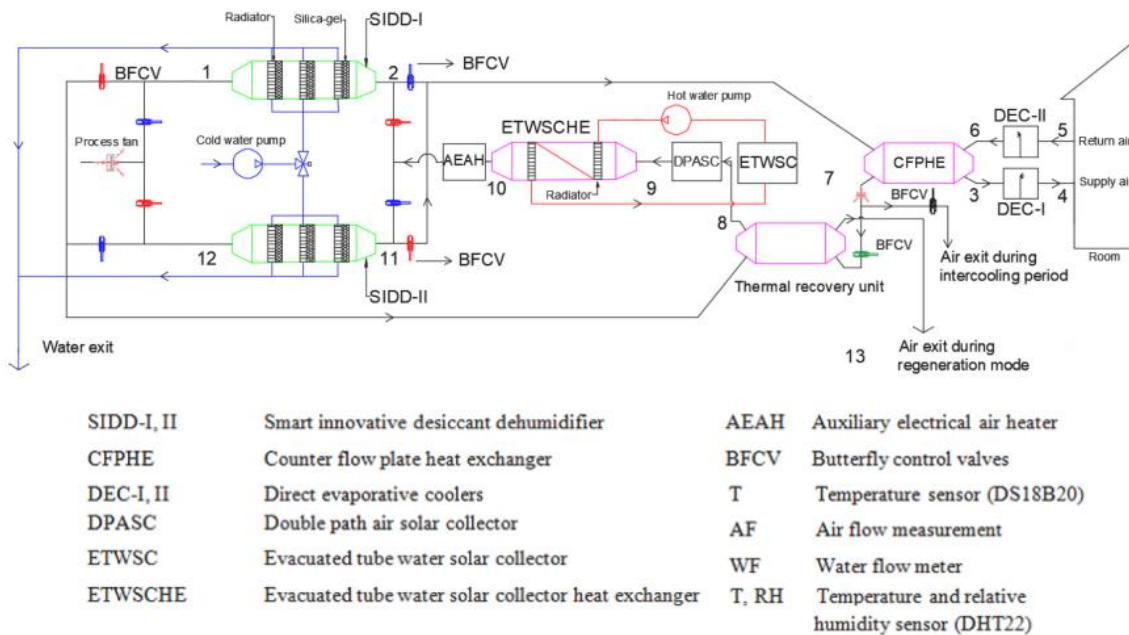 Radiator
Silica-gel
SIDD-I
BFCV
1
2
BFCV
Process fan
Cold water pump
ETWSCHE
Hot water pump
AEAH
DPASC
ETWSC
10
Radiator
9
12
11
BFCV
SIDD-II
8
7
CFPHE
6
DEC-II
5
Return air
Supply air
BFCV
3
DEC-I
4
BFCV
Room
Air exit during
intercooling period
Thermal recovery unit
Water exit
13
Air exit during
regeneration mode
SIDD-I, II Smart innovative desiccant dehumidifier
CFPHE Counter flow plate heat exchanger
DEC-I, II Direct evaporative coolers
DPASC Double path air solar collector
ETWSC Evacuated tube water solar collector
ETWSCHE Evacuated tube water solar collector heat exchanger
AEAH Auxiliary electrical air heater
BFCV Butterfly control valves
T Temperature sensor (DS18B20)
AF Air flow measurement
WF Water flow meter
T, RH Temperature and relative
humidity sensor (DHT22)